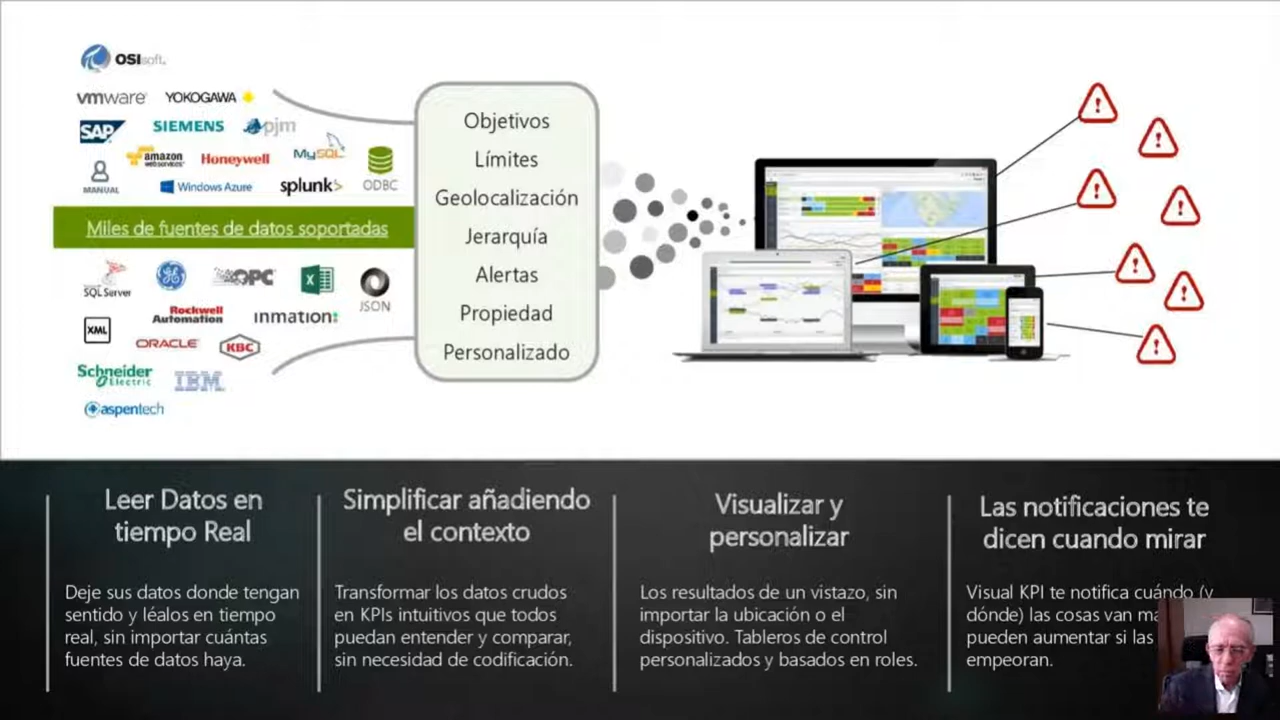 OSIsoft.
vmware
YOKOGAWA
SAP
SIEMENS
pjm
amazon
webservices
Honeywell
MySQL
MANUAL
Windows Azure
splunk>
ODBC
Miles de fuentes de datos soportadas
SQL Server
GE
OPC
JSON
Rockwell
Automation
inmation:
XML
ORACLE
KBC
Schneider
Electric
IBM
aspentech
Objetivos
Límites
Geolocalización
Jerarquía
Alertas
Propiedad
Personalizado
Leer Datos en
tiempo Real
Deje sus datos donde tengan
sentido y léalos en tiempo
real, sin importar cuántas
fuentes de datos haya.
Simplificar añadiendo
el contexto
Transformar los datos crudos
en KPIs intuitivos que todos
puedan entender y comparar,
sin necesidad de codificación.
Visualizar y
personalizar
Los resultados de un vistazo, sin
importar la ubicación o el
dispositivo. Tableros de control
personalizados y basados en roles.
Las notificaciones te
dicen cuando mirar
Visual KPI te notifica cuándo (y
dónde) las cosas van
pueden aumentar si las
empeoran.